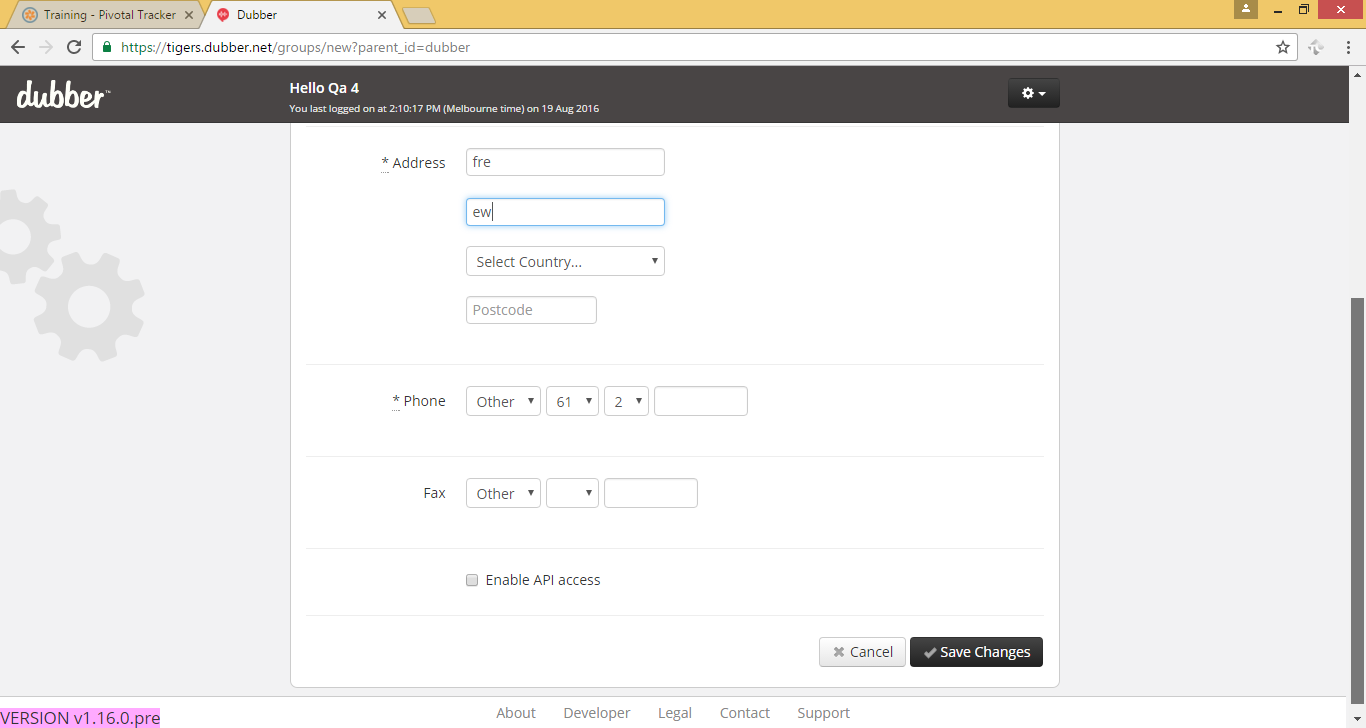 Training - Pivotal Tracker
Dubber
https://tigers.dubber.net/groups/new?parent_id=dubber
dubber™
Hello Qa 4
You last logged on at 2:10:17 PM (Melbourne time) on 19 Aug 2016
* Address
fre
ew
Select Country...
Postcode
* Phone
Other
61
2
Fax
Other
Enable API access
Cancel
Save Changes
About
Developer
Legal
Contact
Support
VERSION v1.16.0.pre